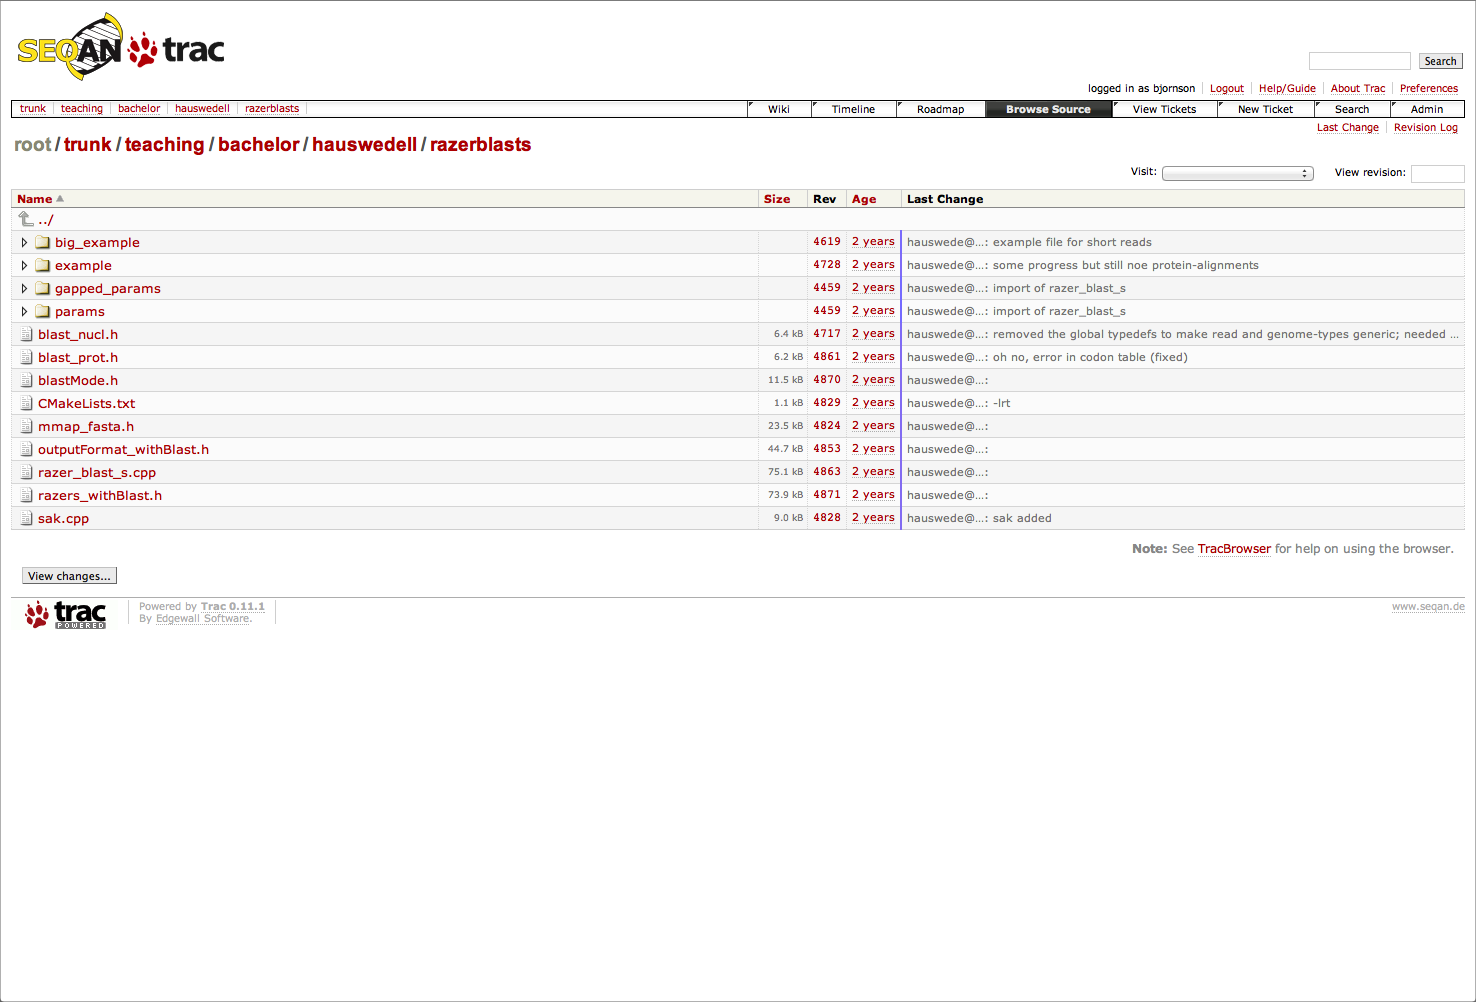 SEQAN trac
Search
logged in as bjornson Logout Help/Guide About Trac Preferences
trunk teaching bachelor hauswedell razerblasts Wiki Timeline Roadmap Browse Source View Tickets New Ticket Search Admin
Last Change Revision Log
root / trunk / teaching / bachelor / hauswedell / razerblasts
Visit: View revision:
Name Size Rev Age Last Change
../
big_example 4619 2 years hauswede@...: example file for short reads
example 4728 2 years hauswede@...: some progress but still noe protein-alignments
gapped_params 4459 2 years hauswede@...: import of razer_blast_s
params 4459 2 years hauswede@...: import of razer_blast_s
blast_nucl.h 6.4 kB 4717 2 years hauswede@...: removed the global typedefs to make read and genome-types generic; needed ...
blast_prot.h 6.2 kB 4861 2 years hauswede@...: oh no, error in codon table (fixed)
blastMode.h 11.5 kB 4870 2 years hauswede@...:
CMakeLists.txt 1.1 kB 4829 2 years hauswede@...: -lrt
mmap_fasta.h 23.5 kB 4824 2 years hauswede@...:
outputFormat_withBlast.h 44.7 kB 4853 2 years hauswede@...:
razer_blast_s.cpp 75.1 kB 4863 2 years hauswede@...:
razers_withBlast.h 73.9 kB 4871 2 years hauswede@...:
sak.cpp 9.0 kB 4828 2 years hauswede@...: sak added
Note: See TracBrowser for help on using the browser.
View changes...
trac POWERED Powered by Trac 0.11.1 www.seqan.de
By Edgewall Software.